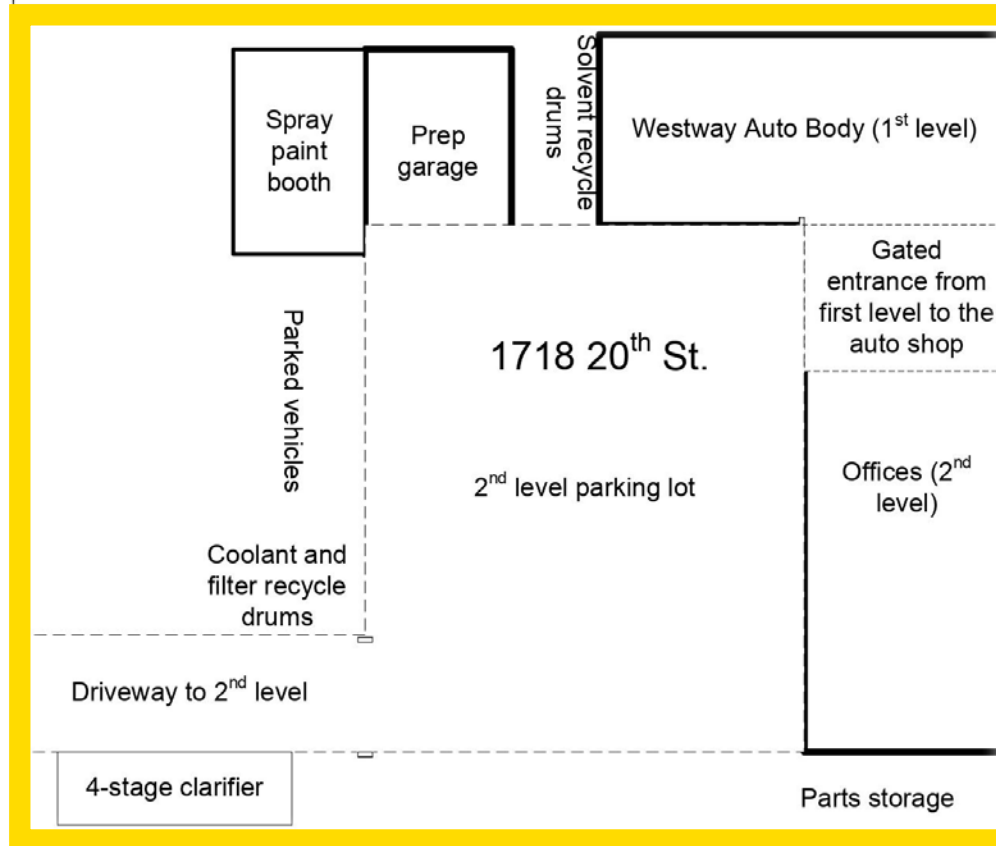 Spray
paint
booth
Prep
garage
Solvent recycle
drums
Westway Auto Body (1st level)
Gated
entrance from
first level to the
auto shop
1718 20th St.
Parked vehicles
2nd level parking lot
Offices (2nd
level)
Coolant and
filter recycle
drums
Driveway to 2nd level
4-stage clarifier
Parts storage